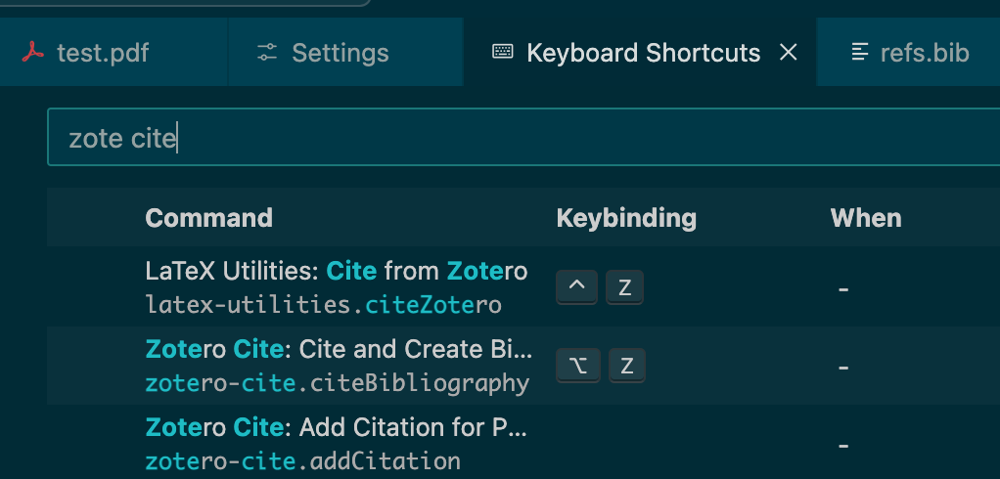 test.pdf Settings Keyboard Shortcuts refs.bib
zote cite
Command Keybinding When
LaTeX Utilities: Cite from Zotero
latex-utilities.citeZotero
^ Z -
Zotero Cite: Cite and Create Bi...
zotero-cite.citeBibliography
⌥ Z -
Zotero Cite: Add Citation for P...
zotero-cite.addCitation
-